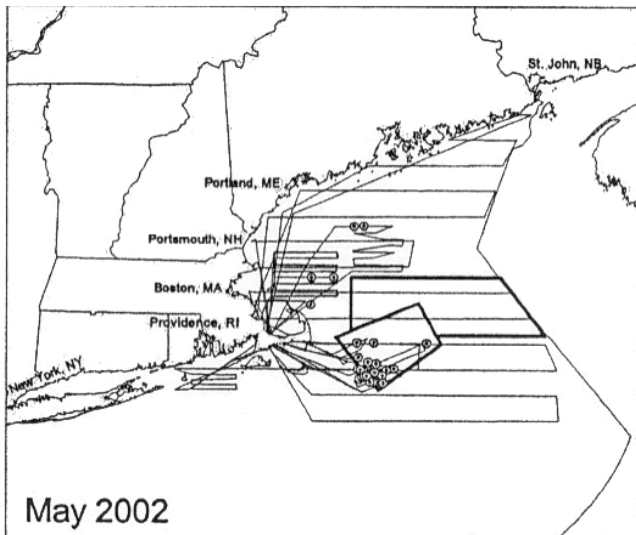 St. John, NB
Portland, ME
Portsmouth, NH
Boston, MA
Providence, RI
New York, NY
May 2002